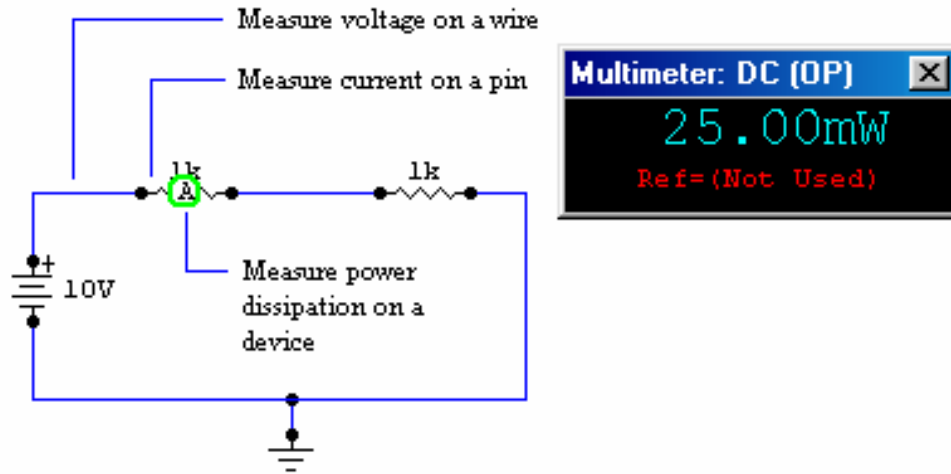 Measure voltage on a wire
Measure current on a pin
Multimeter: DC (OP)
25.00mW
Ref=(Not Used)
1k
A
1k
+
10V
Measure power
dissipation on a
device